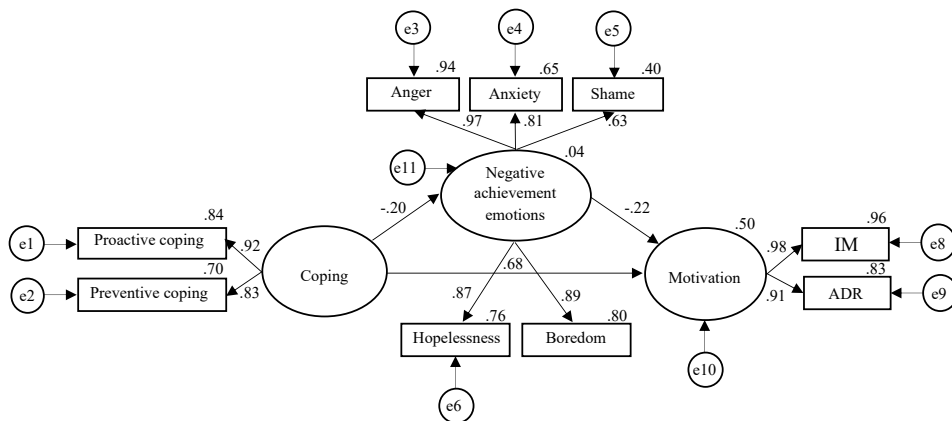 e3
e4
e5
.94
.65
.40
Anger
Anxiety
Shame
.97
.81
.63
.04
e11
Negative
achievement
emotions
-.20
-.22
.84
.50
.96
e1
Proactive coping
.92
.98
IM
e8
.70
Coping
.68
Motivation
.83
e2
Preventive coping
.83
.91
ADR
e9
.87
.89
.76
.80
Hopelessness
Boredom
e10
e6